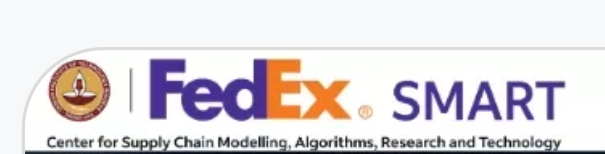 FedEx® SMART
Center for Supply Chain Modelling, Algorithms, Research and Technology